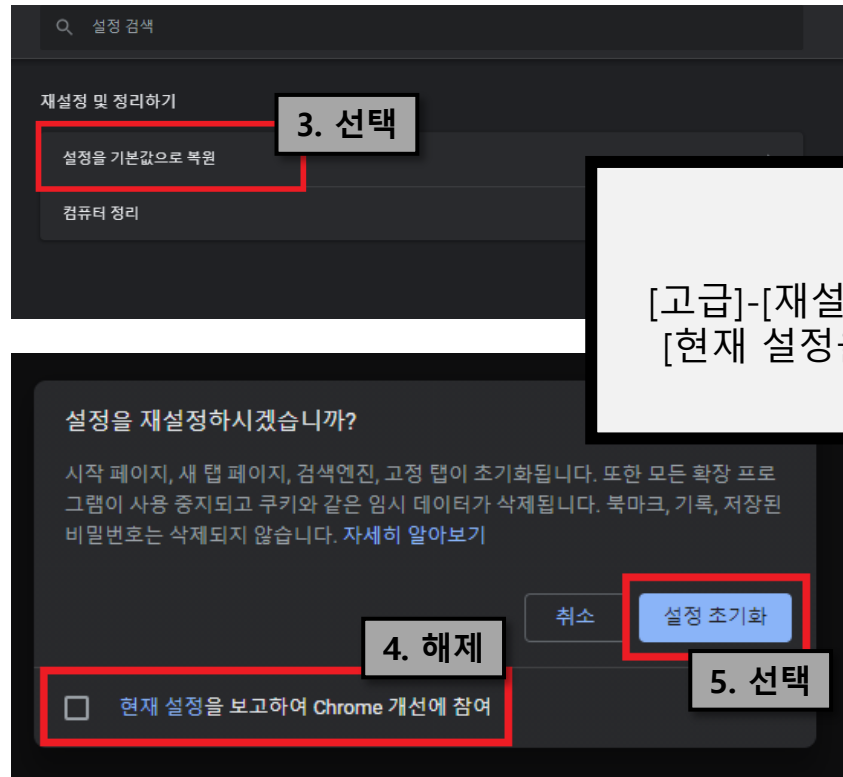 설정 검색
재설정 및 정리하기
3. 선택
설정을 기본값으로 복원
컴퓨터 정리
[고급]-[재설
[현재 설정
설정을 재설정하시겠습니까?
시작 페이지, 새 탭 페이지, 검색엔진, 고정 탭이 초기화됩니다. 또한 모든 확장 프로
그램이 사용 중지되고 쿠키와 같은 임시 데이터가 삭제됩니다. 북마크, 기록, 저장된
비밀번호는 삭제되지 않습니다. 자세히 알아보기
취소
설정 초기화
4. 해제
5. 선택
현재 설정을 보고하여 Chrome 개선에 참여